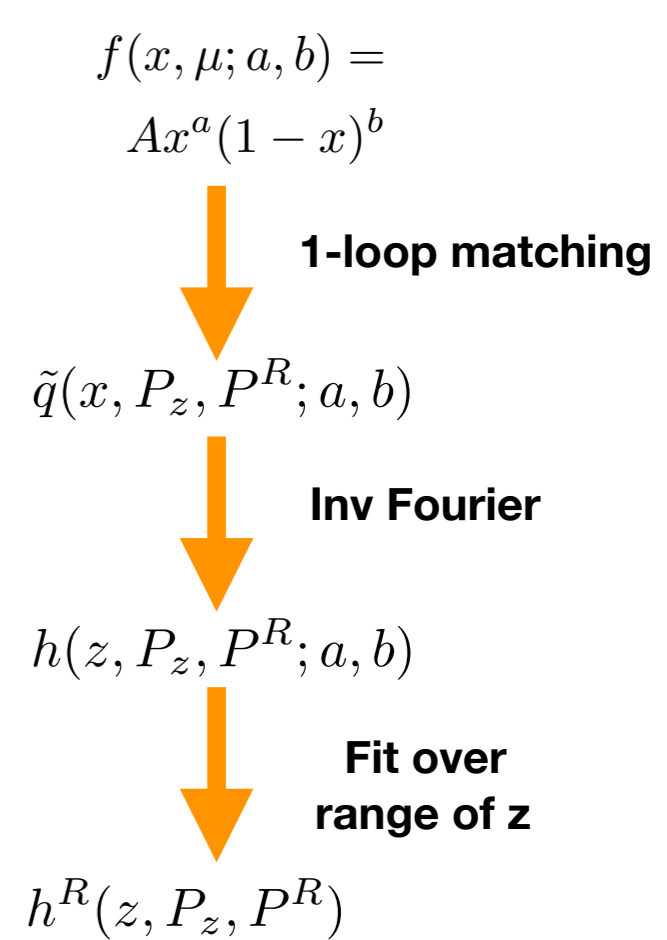 f(x, μ; a, b) =
Ax^a(1 − x)^b
1-loop matching
q̃(x, P_z, P^R; a, b)
Inv Fourier
h(z, P_z, P^R; a, b)
Fit over
range of z
h^R(z, P_z, P^R)